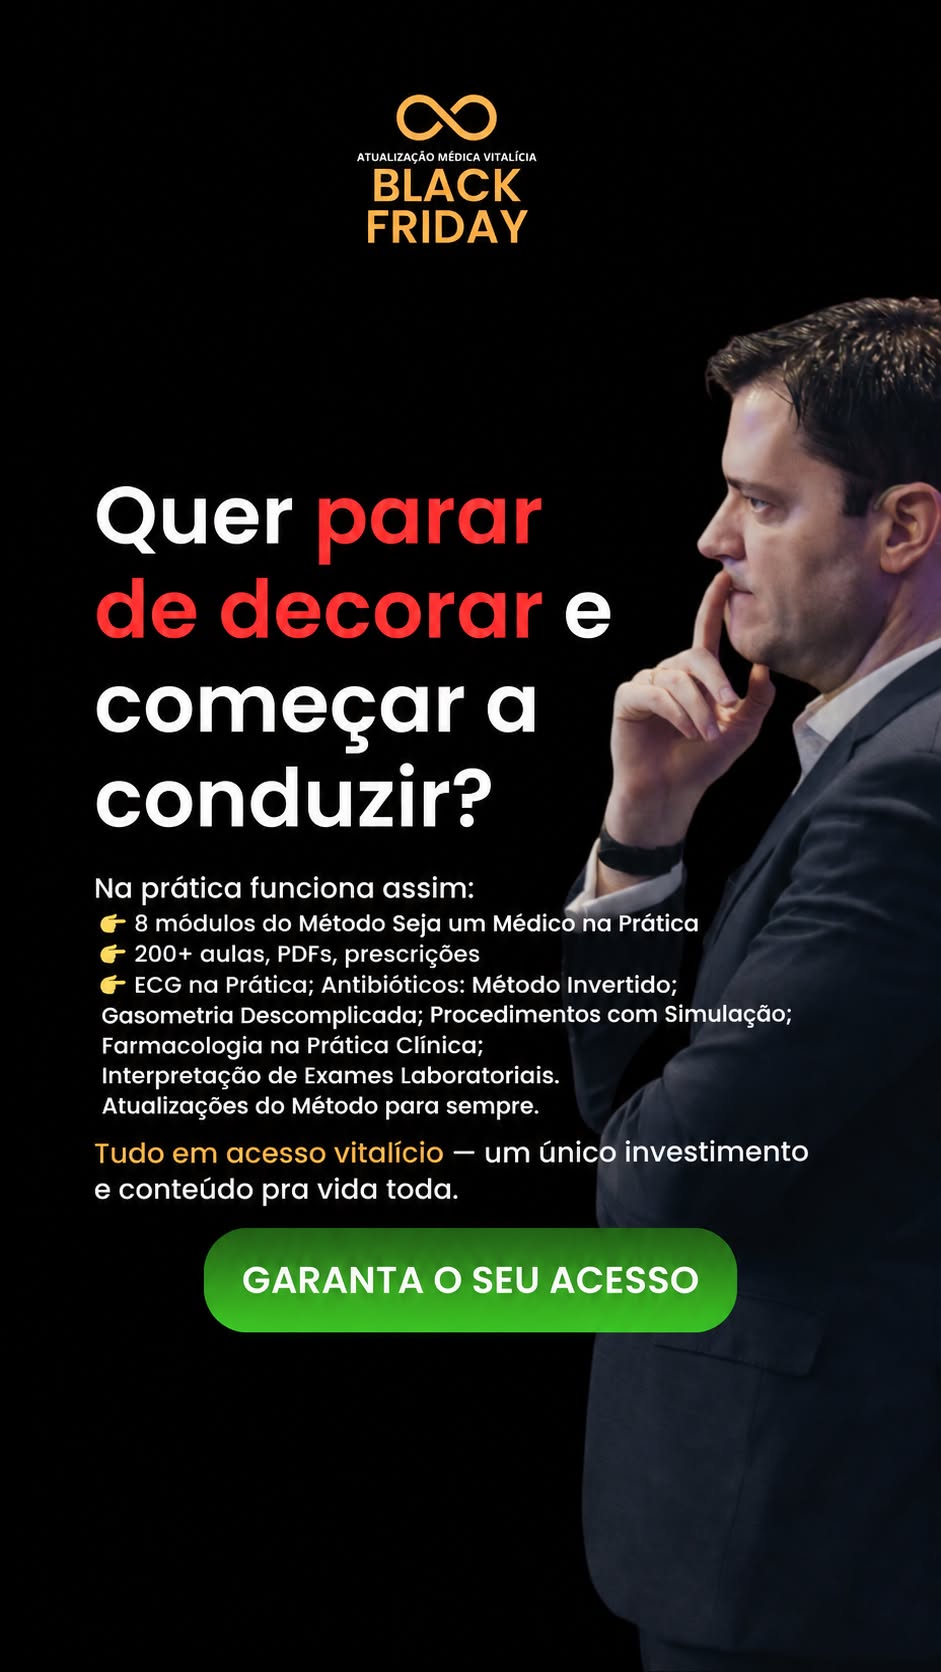 ATUALIZAÇÃO MÉDICA VITALÍCIA
BLACK
FRIDAY
Quer parar
de decorar e
começar a
conduzir?
Na prática funciona assim:
👉 8 módulos do Método Seja um Médico na Prática
👉 200+ aulas, PDFs, prescrições
👉 ECG na Prática; Antibióticos: Método Invertido;
Gasometria Descomplicada; Procedimentos com Simulação;
Farmacologia na Prática Clínica;
Interpretação de Exames Laboratoriais.
Atualizações do Método para sempre.
Tudo em acesso vitalício — um único investimento
e conteúdo pra vida toda.
GARANTA O SEU ACESSO